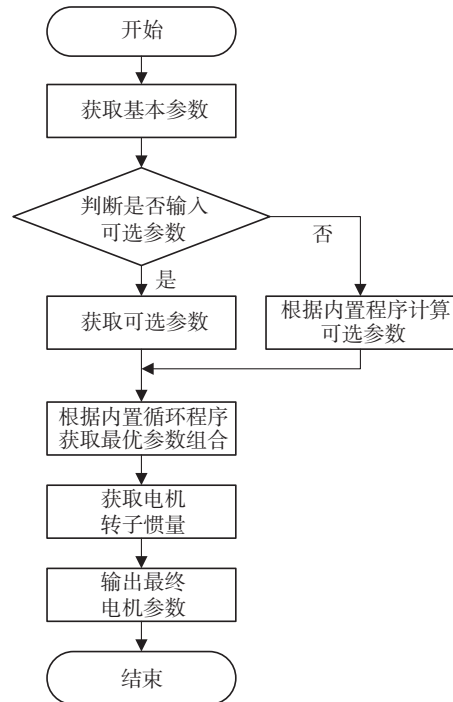 开始
获取基本参数
判断是否输入
可选参数
否
是
获取可选参数
根据内置程序计算
可选参数
根据内置循环程序
获取最优参数组合
获取电机
转子惯量
输出最终
电机参数
结束